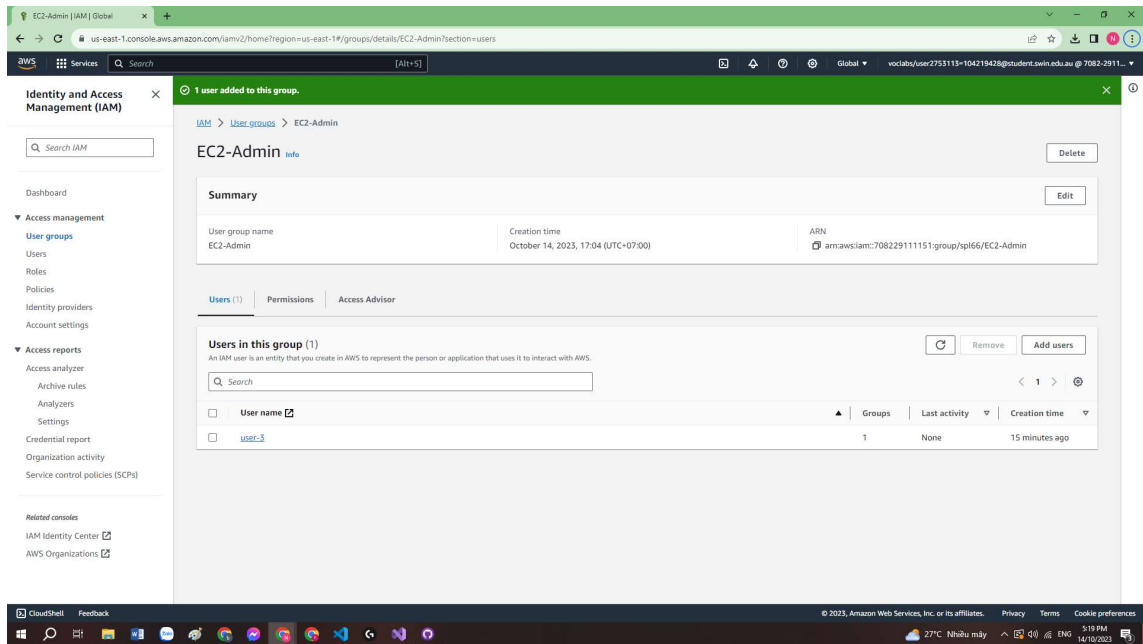 EC2-Admin | IAM | Global
us-east-1.console.aws.amazon.com/iamv2/home?region=us-east-1#/groups/details/EC2-Admin?section=users
N
aws Services Search [Alt+S] Global voclabs/user2753113=104219428@student.swin.edu.au @ 7082-2911...
Identity and Access Management (IAM)
Search IAM
Dashboard
Access management
User groups
Users
Roles
Policies
Identity providers
Account settings
Access reports
Access analyzer
Archive rules
Analyzers
Settings
Credential report
Organization activity
Service control policies (SCPs)
Related consoles
IAM Identity Center
AWS Organizations
1 user added to this group.
IAM > User groups > EC2-Admin
EC2-Admin Info
Delete
Summary
Edit
User group name
EC2-Admin
Creation time
October 14, 2023, 17:04 (UTC+07:00)
ARN
arn:aws:iam::708229111151:group/spl66/EC2-Admin
Users (1) Permissions Access Advisor
Users in this group (1)
An IAM user is an entity that you create in AWS to represent the person or application that uses it to interact with AWS.
Remove Add users
Search
1
User name Groups Last activity Creation time
user-3 1 None 15 minutes ago
CloudShell Feedback © 2023, Amazon Web Services, Inc. or its affiliates. Privacy Terms Cookie preferences
Zalo
27°C Nhiều mây ENG 5:19 PM
14/10/2023